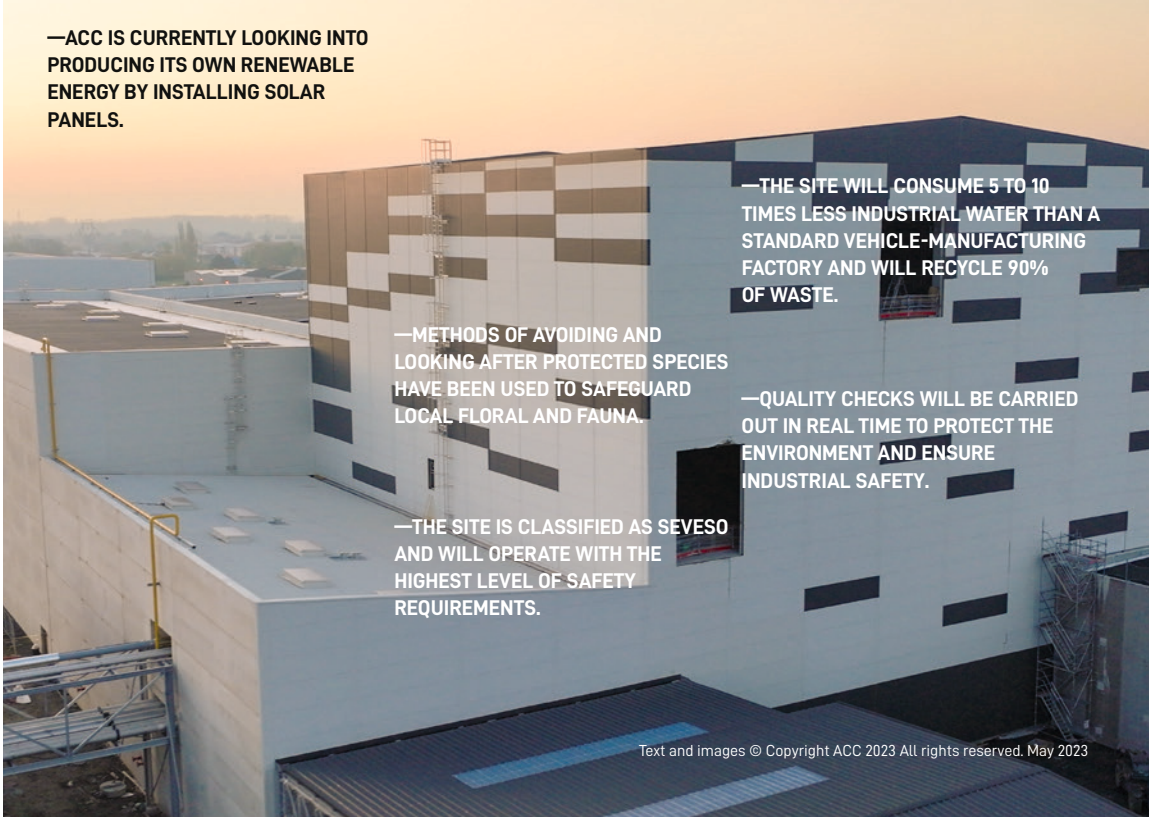 —ACC IS CURRENTLY LOOKING INTO
PRODUCING ITS OWN RENEWABLE
ENERGY BY INSTALLING SOLAR
PANELS.
—METHODS OF AVOIDING AND
LOOKING AFTER PROTECTED SPECIES
HAVE BEEN USED TO SAFEGUARD
LOCAL FLORAL AND FAUNA.
—THE SITE IS CLASSIFIED AS SEVESO
AND WILL OPERATE WITH THE
HIGHEST LEVEL OF SAFETY
REQUIREMENTS.
—THE SITE WILL CONSUME 5 TO 10
TIMES LESS INDUSTRIAL WATER THAN A
STANDARD VEHICLE-MANUFACTURING
FACTORY AND WILL RECYCLE 90%
OF WASTE.
—QUALITY CHECKS WILL BE CARRIED
OUT IN REAL TIME TO PROTECT THE
ENVIRONMENT AND ENSURE
INDUSTRIAL SAFETY.
Text and images © Copyright ACC 2023 All rights reserved. May 2023